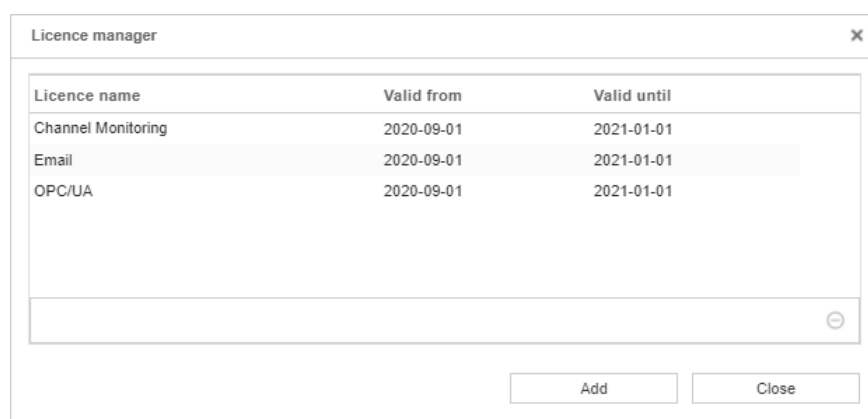 Licence manager
Licence name Valid from Valid until
Channel Monitoring 2020-09-01 2021-01-01
Email 2020-09-01 2021-01-01
OPC/UA 2020-09-01 2021-01-01
Add Close